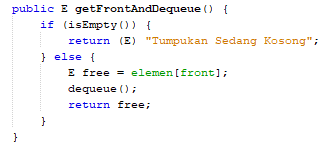 public E getFrontAndDequeue() {
    if (isEmpty()) {
        return (E) "Tumpukan Sedang Kosong";
    } else {
        E free = elemen[front];
        dequeue();
        return free;
    }
}